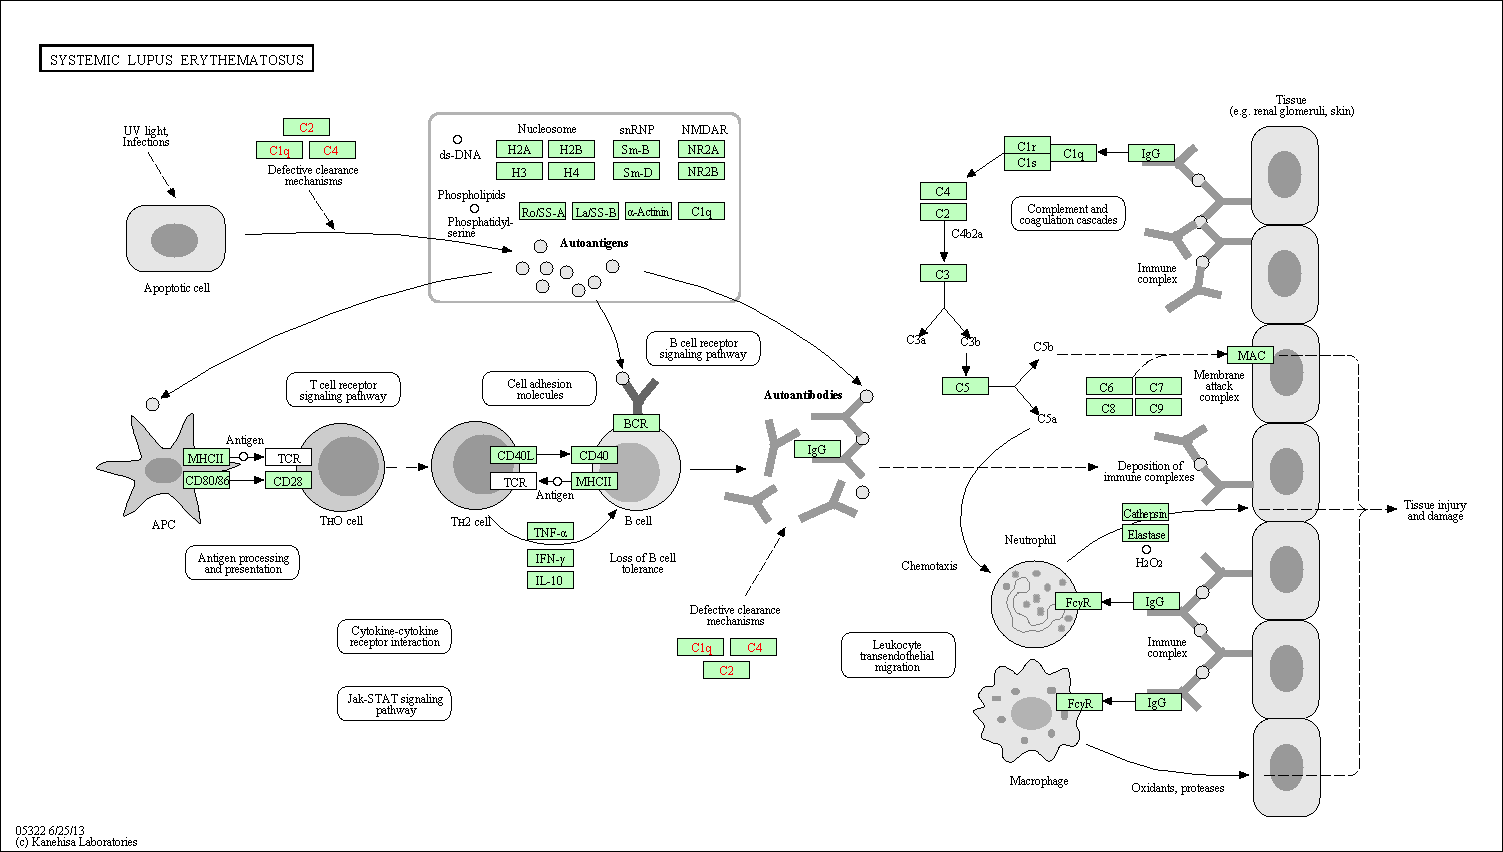 SYSTEMIC LUPUS ERYTHEMATOSUS
UV light,
Infections
C2
C1q
C4
Defective clearance
mechanisms
Apoptotic cell
ds-DNA
Nucleosome
snRNP
NMDAR
H2A
H2B
Sm-B
NR2A
H3
H4
Sm-D
NR2B
Phospholipids
Phosphatidyl-
serine
Ro/SS-A
La/SS-B
α-Actinin
C1q
Autoantigens
Tissue
(e.g. renal glomeruli, skin)
C1r
C1s
C1q
IgG
C4
C2
C4b2a
Complement and
coagulation cascades
Immune
complex
C3
C3a
C3b
C5
C5b
C5a
MAC
Membrane
attack
complex
C6
C7
C8
C9
B cell receptor
signaling pathway
T cell receptor
signaling pathway
Cell adhesion
molecules
Autoantibodies
IgG
BCR
Antigen
MHCII
TCR
CD80/86
CD28
APC
TH0 cell
CD40L
CD40
TCR
MHCII
Antigen
TH2 cell
B cell
TNF-α
IFN-γ
IL-10
Loss of B cell
tolerance
Antigen processing
and presentation
Deposition of
immune complexes
Cathepsin
Elastase
H2O2
Tissue injury
and damage
Neutrophil
Chemotaxis
FcγR
IgG
Defective clearance
mechanisms
C1q
C4
C2
Cytokine-cytokine
receptor interaction
Leukocyte
transendothelial
migration
Immune
complex
Jak-STAT signaling
pathway
FcγR
IgG
Macrophage
Oxidants, proteases
05322 6/25/13
(c) Kanehisa Laboratories